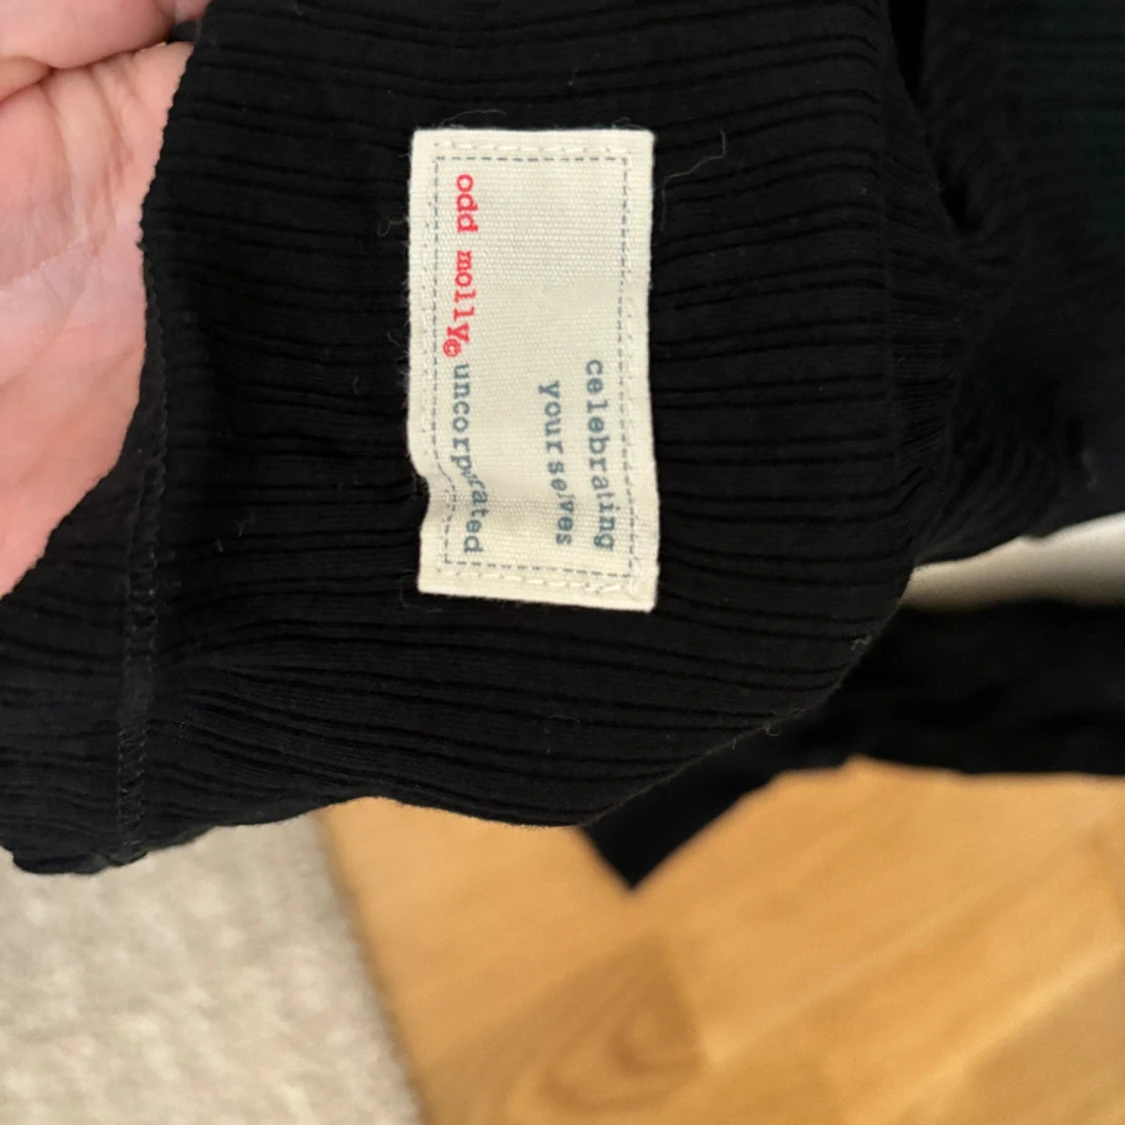 celebrating
yourselves
odd molly© uncorporated